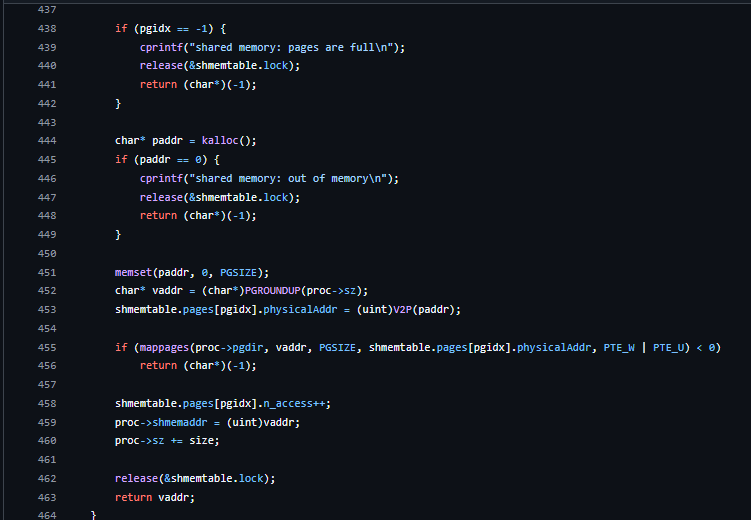 437
438 if (pgidx == -1) {
439 cprintf("shared memory: pages are full\n");
440 release(&shmemtable.lock);
441 return (char*)(-1);
442 }
443
444 char* paddr = kalloc();
445 if (paddr == 0) {
446 cprintf("shared memory: out of memory\n");
447 release(&shmemtable.lock);
448 return (char*)(-1);
449 }
450
451 memset(paddr, 0, PGSIZE);
452 char* vaddr = (char*)PGROUNDUP(proc->sz);
453 shmemtable.pages[pgidx].physicalAddr = (uint)V2P(paddr);
454
455 if (mappages(proc->pgdir, vaddr, PGSIZE, shmemtable.pages[pgidx].physicalAddr, PTE_W | PTE_U) < 0)
456 return (char*)(-1);
457
458 shmemtable.pages[pgidx].n_access++;
459 proc->shmemaddr = (uint)vaddr;
460 proc->sz += size;
461
462 release(&shmemtable.lock);
463 return vaddr;
464 }